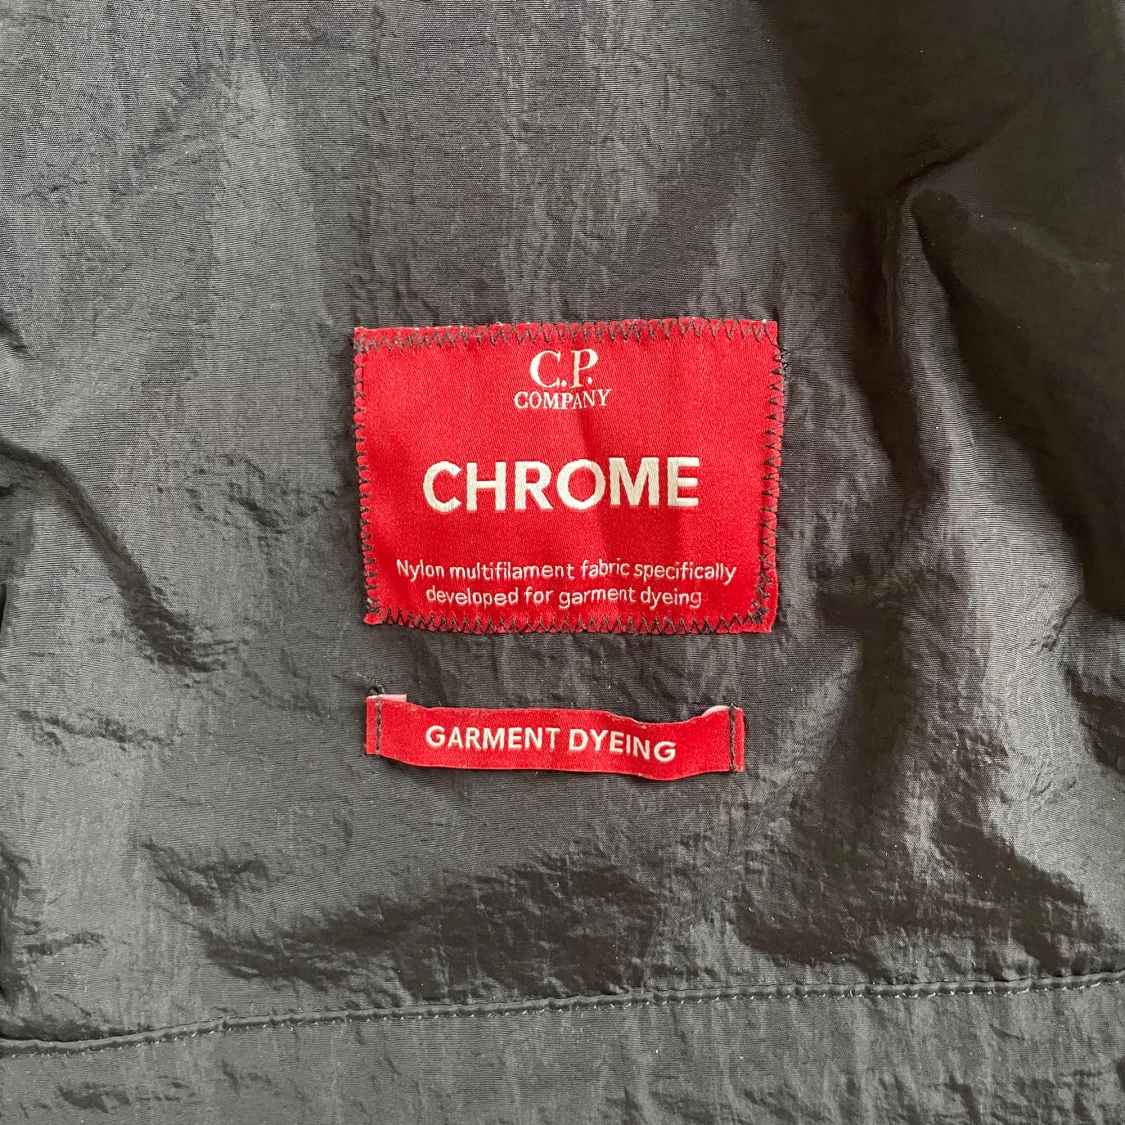 C.P.
COMPANY
CHROME
Nylon multifilament fabric specifically
developed for garment dyeing
GARMENT DYEING